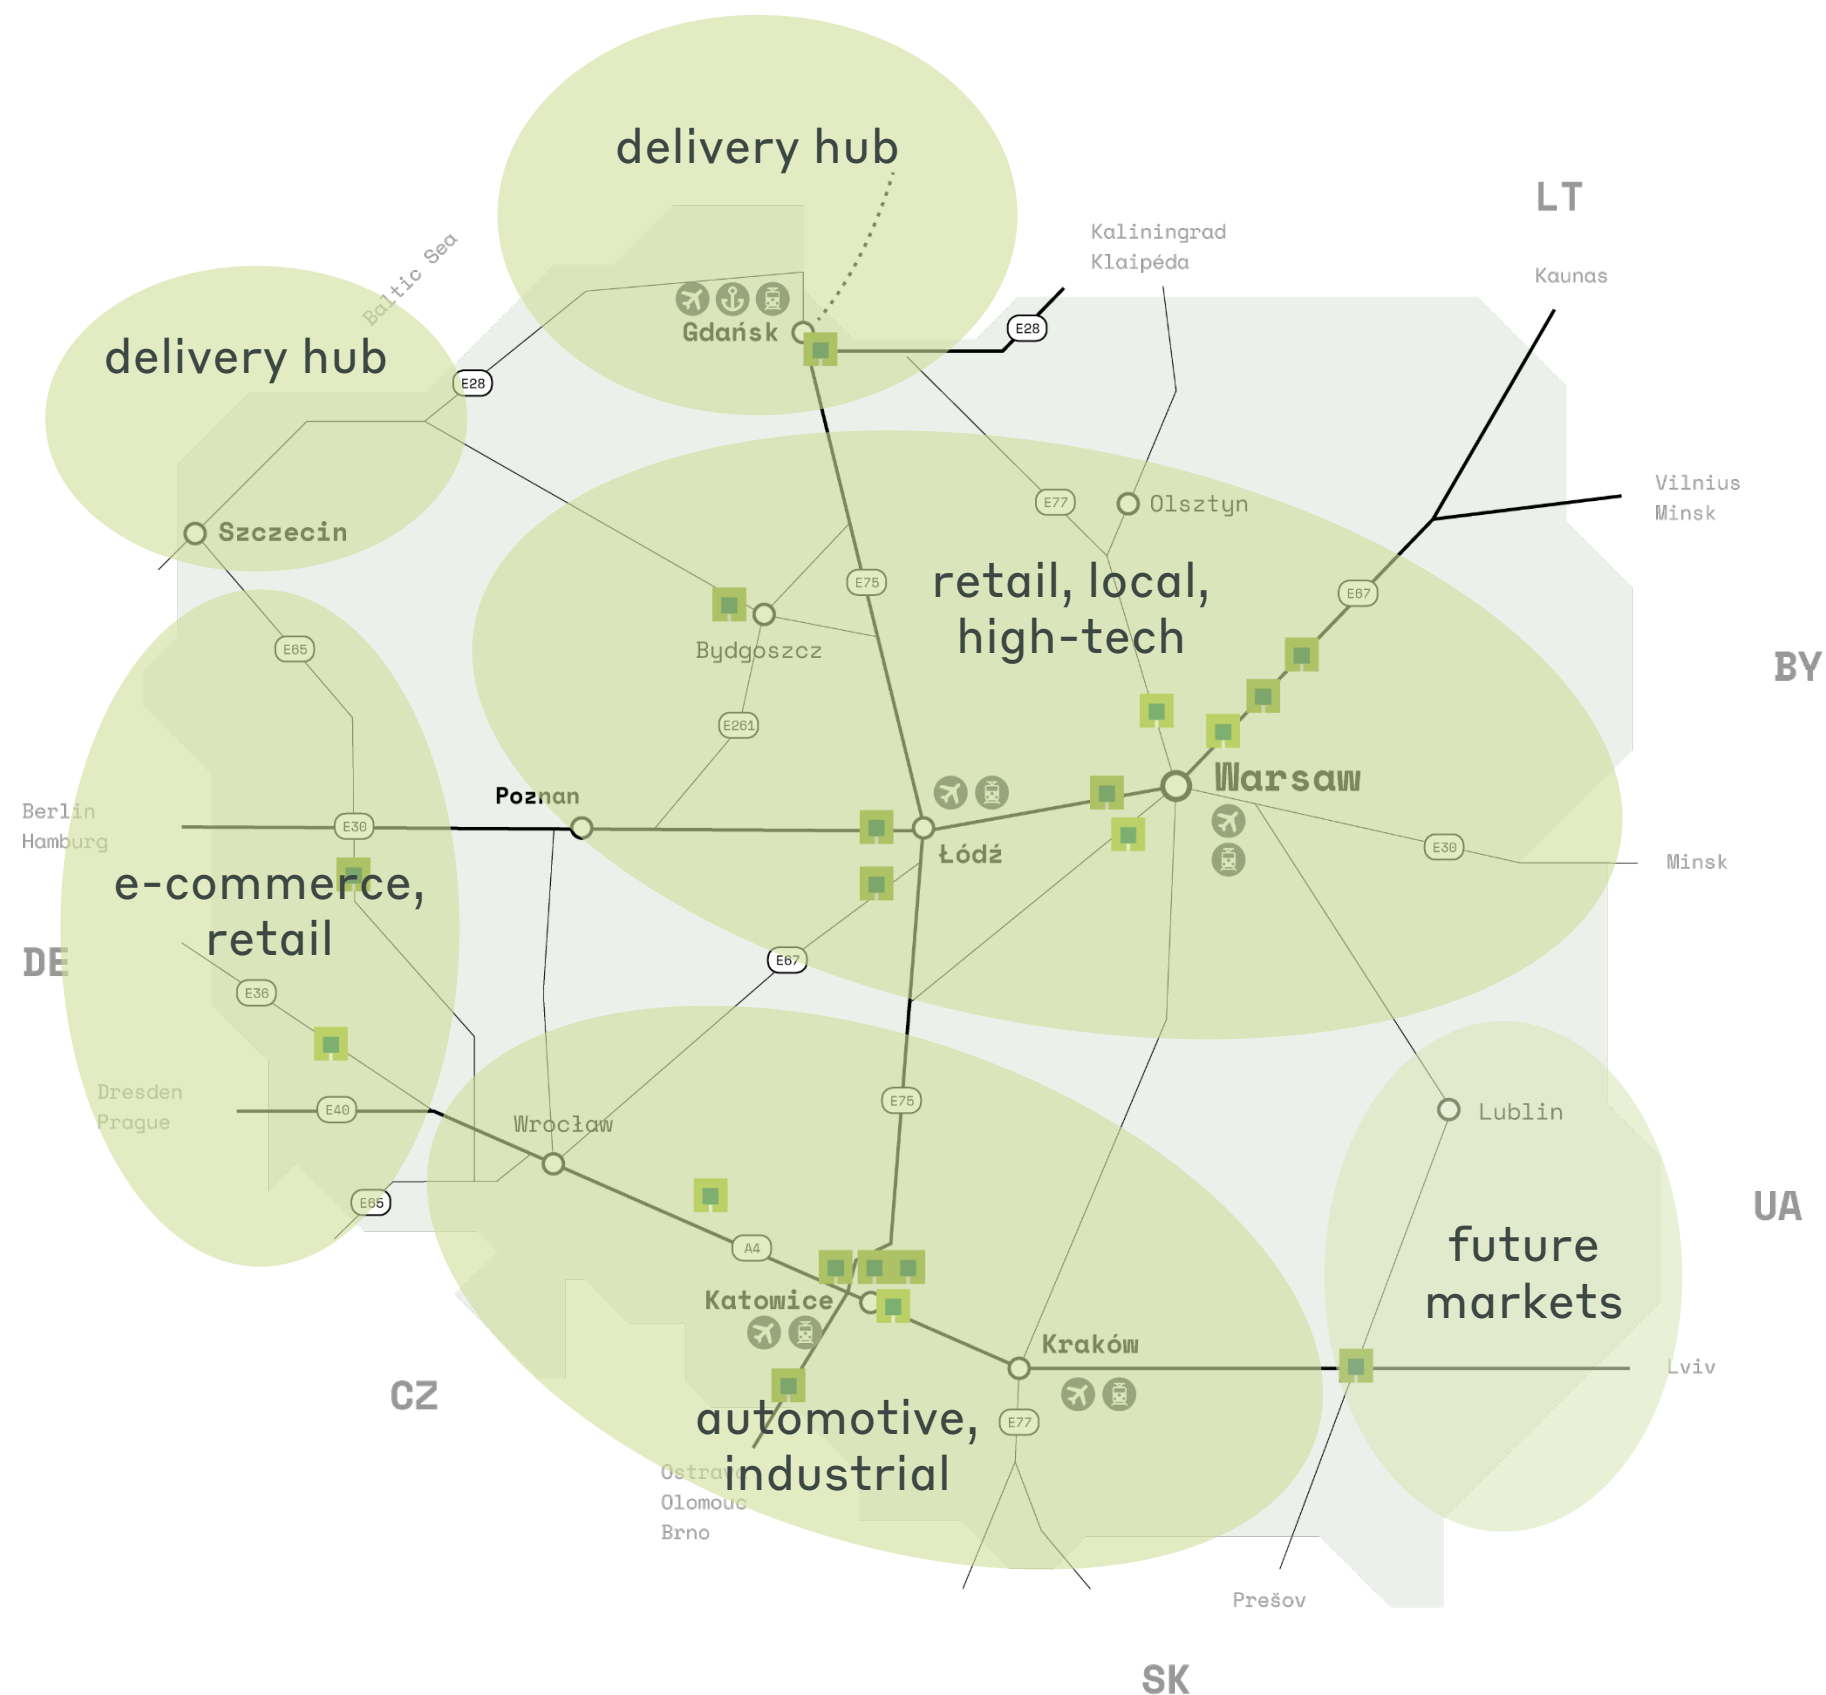 delivery hub
LT
Kaliningrad
Klaipéda
Baltic Sea
Kaunas
Gdańsk
E28
delivery hub
E28
Vilnius
Minsk
E77
Olsztyn
Szczecin
retail, local,
high-tech
E75
E67
E65
Bydgoszcz
BY
E261
Warsaw
Poznan
Berlin
Hamburg
E30
Łódź
E30
Minsk
e-commerce,
retail
DE
E67
E36
Dresden
Prague
E40
E75
Wrocław
Lublin
E65
UA
A4
future
markets
Katowice
Kraków
Lviv
CZ
automotive,
industrial
E77
Ostrava
Olomouc
Brno
Prešov
SK